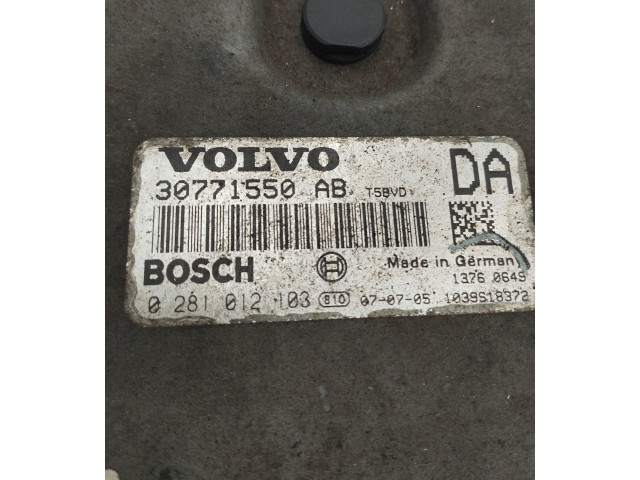 VOLVO
DA
30771550 AB T5BVD
BOSCH
Made in German
1376 0649
0 281 012 103 810 07-07-05 1039S18372